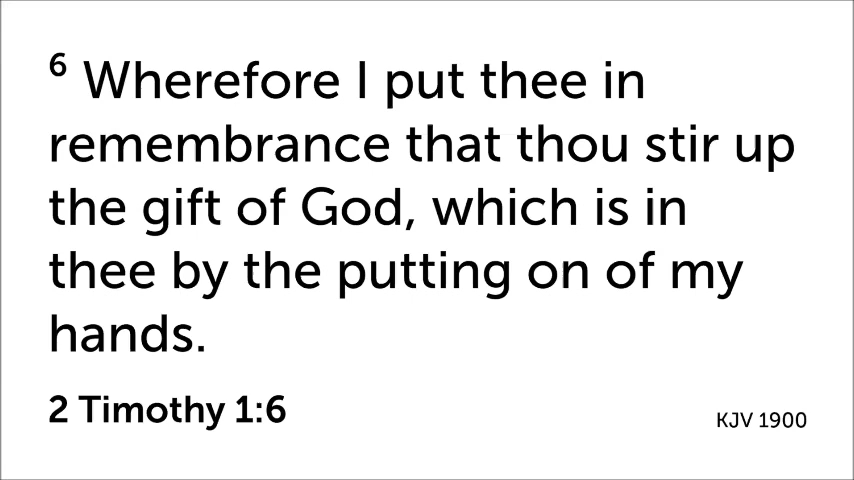 6 Wherefore I put thee in
remembrance that thou stir up
the gift of God, which is in
thee by the putting on of my
hands.
2 Timothy 1:6
KJV 1900